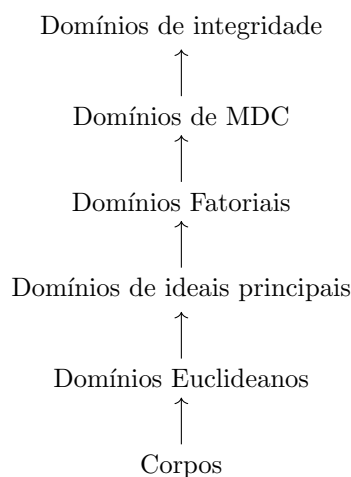 Domínios de integridade
Domínios de MDC
Domínios Fatoriais
Domínios de ideais principais
Domínios Euclideanos
Corpos